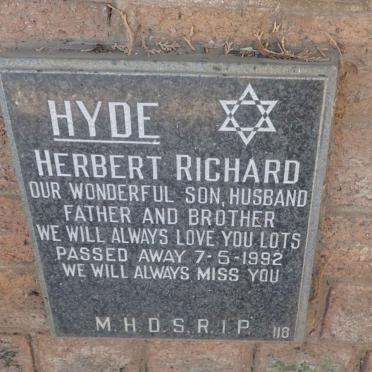 HYDE
HERBERT RICHARD
OUR WONDERFUL SON, HUSBAND
FATHER AND BROTHER
WE WILL ALWAYS LOVE YOU LOTS
PASSED AWAY 7-5-1992
WE WILL ALWAYS MISS YOU
M.H.D.S.R.I.P. 118